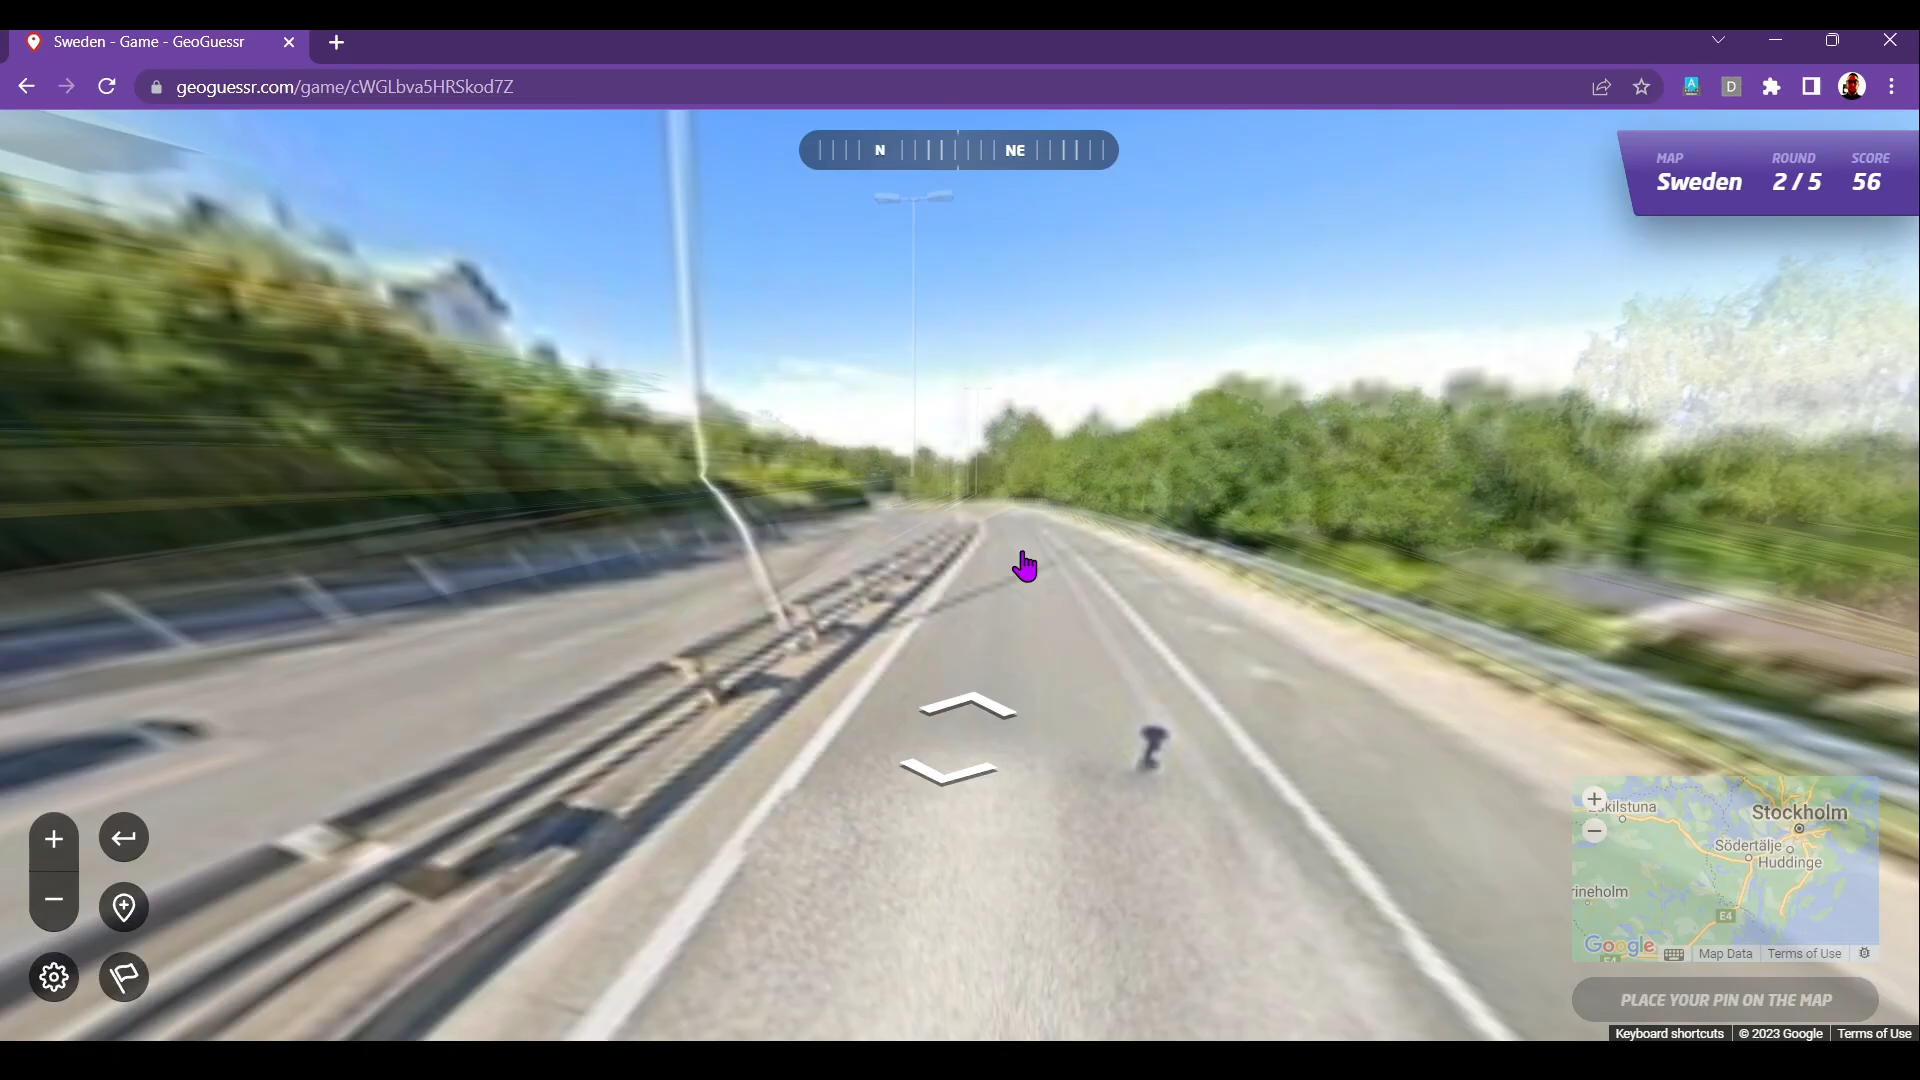 Sweden - Game - GeoGuessr
geoguessr.com/game/cWGLbva5HRSkod7Z
A
D
N
NE
MAP
ROUND
SCORE
Sweden
2 / 5
56
kilstuna
Stockholm
Södertälje
Huddinge
rineholm
E4
Google
Map Data
Terms of Use
PLACE YOUR PIN ON THE MAP
Keyboard shortcuts
© 2023 Google
Terms of Use